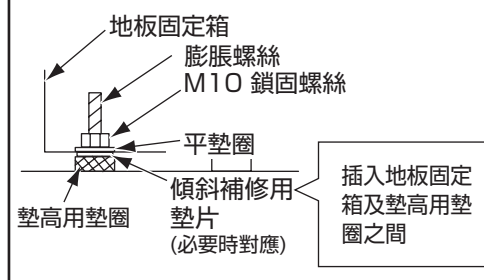 地板固定箱
膨脹螺絲
M10 鎖固螺絲
平墊圈
傾斜補修用
墊片
(必要時對應)
墊高用墊圈
插入地板固定
箱及墊高用墊
圈之間